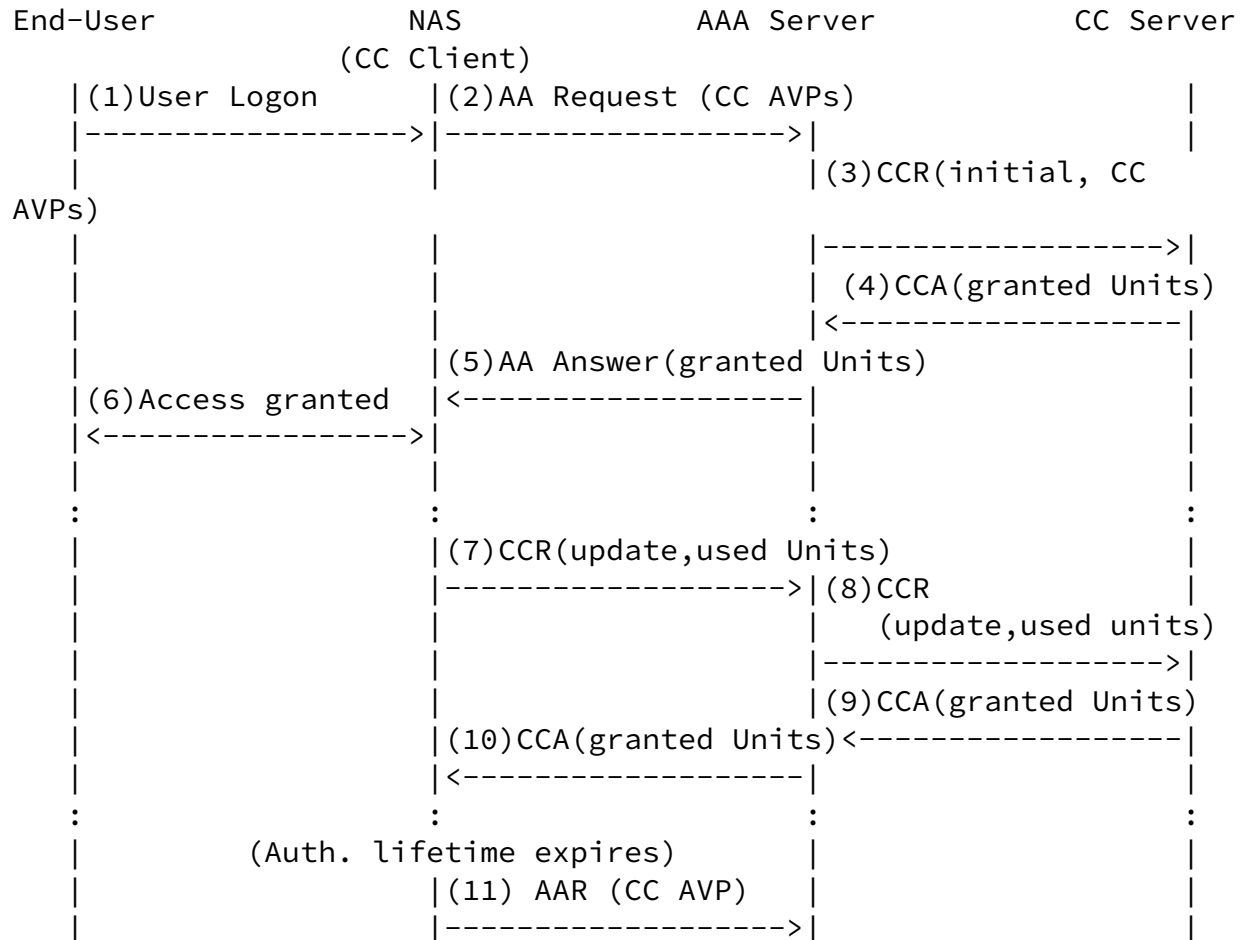 End-User NAS AAA Server CC Server
(CC Client)
|(1)User Logon |(2)AA Request (CC AVPs) |
|------------------>|------------------->| |
| | |(3)CCR(initial, CC
AVPs)
| | |------------------->|
| | | (4)CCA(granted Units)
| | |<-------------------|
| |(5)AA Answer(granted Units) |
|(6)Access granted |<-------------------| |
|<----------------->| | |
| | | |
: : : :
| |(7)CCR(update,used Units) |
| |------------------->|(8)CCR |
| | | (update,used units)
| | |------------------->|
| | |(9)CCA(granted Units)
| |(10)CCA(granted Units)<------------------|
| |<-------------------| |
: : : :
| (Auth. lifetime expires) |
| |(11) AAR (CC AVP) | |
| |------------------->| |